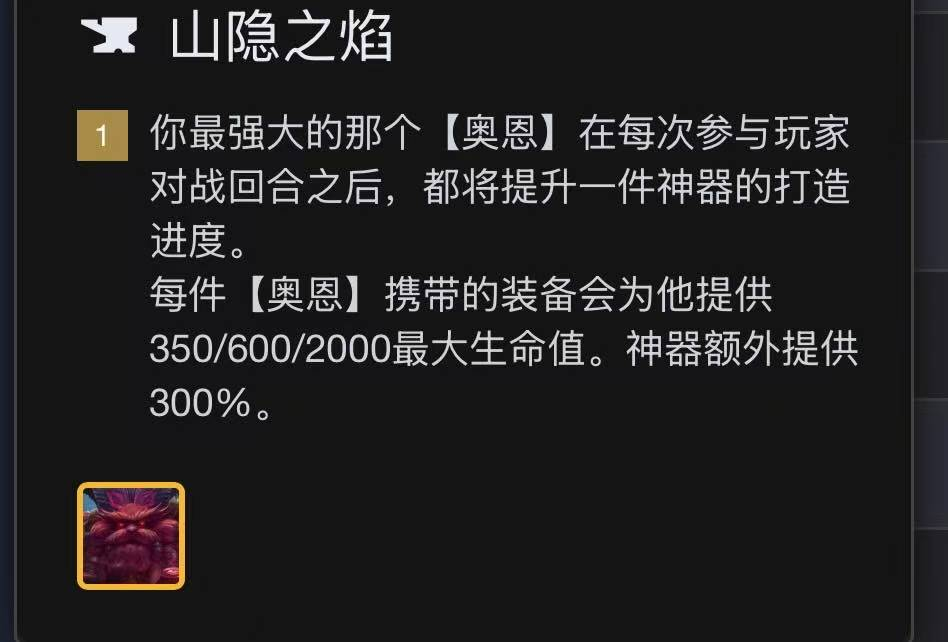 山隐之焰
1
你最强大的那个【奥恩】在每次参与玩家
对战回合之后，都将提升一件神器的打造
进度。
每件【奥恩】携带的装备会为他提供
350/600/2000最大生命值。神器额外提供
300%。